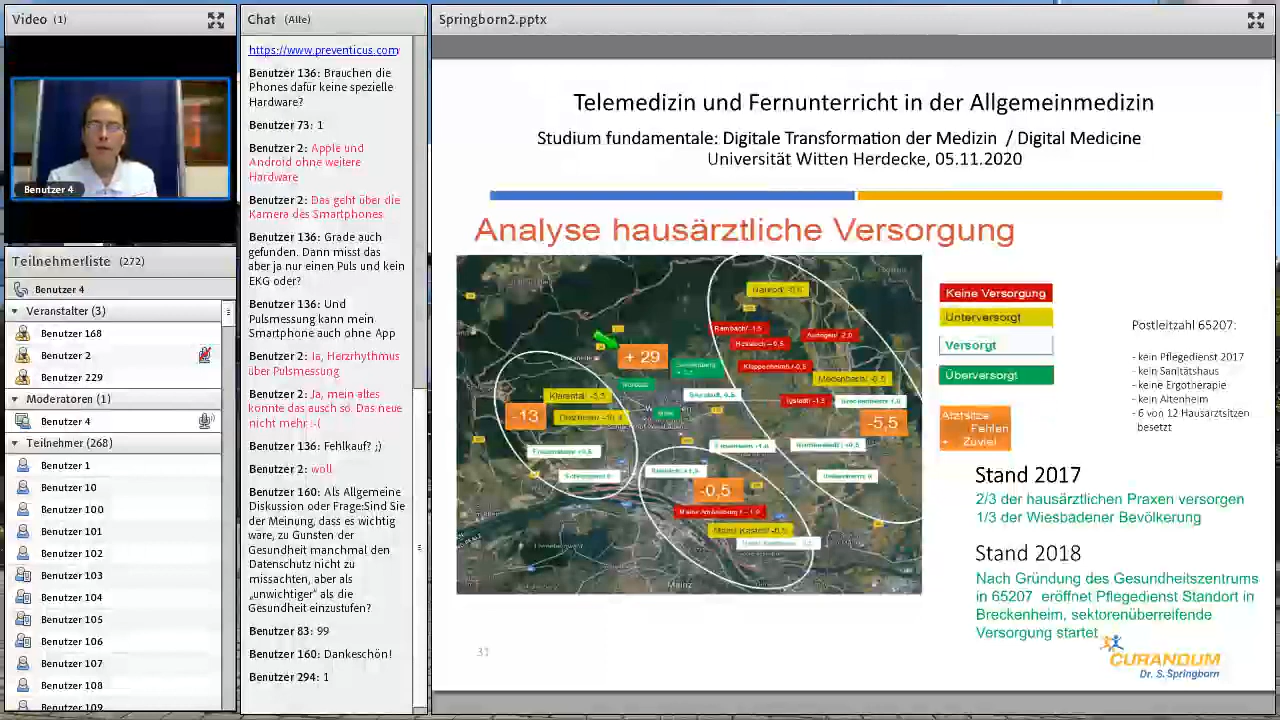 Video (1)
Benutzer 4
Teilnehmerliste (272)
Benutzer 4
Veranstalter (3)
Benutzer 168
Benutzer 2
Benutzer 229
Moderatoren (1)
Benutzer 4
Teilnehmer (268)
Benutzer 1
Benutzer 10
Benutzer 100
Benutzer 101
Benutzer 102
Benutzer 103
Benutzer 104
Benutzer 105
Benutzer 106
Benutzer 107
Benutzer 108
Benutzer 109
Chat (Alle)
https://www.preventicus.com
Benutzer 136: Brauchen die
Phones dafür keine spezielle
Hardware?
Benutzer 73: 1
Benutzer 2: Apple und
Android ohne weitere
Hardware
Benutzer 2: Das geht über die
Kamera des Smartphones
Benutzer 136: Grade auch
gefunden. Dann misst das
aber ja nur einen Puls und kein
EKG oder?
Benutzer 136: Und
Pulsmessung kann mein
Smartphone auch ohne App
Benutzer 2: Ja, Herzrhythmus
über Pulsmessung
Benutzer 2: Ja, mein altes
konnte das auch so. Das neue
nicht mehr :-(
Benutzer 136: Fehlkauf? ;)
Benutzer 2: woll
Benutzer 160: Als Allgemeine
Diskussion oder Frage:Sind Sie
der Meinung, dass es wichtig
wäre, zu Gunsten der
Gesundheit manchmal den
Datenschutz nicht zu
missachten, aber als
„unwichtiger“ als die
Gesundheit einzustufen?
Benutzer 83: 99
Benutzer 160: Dankeschön!
Benutzer 294: 1
Springborn2.pptx
Telemedizin und Fernunterricht in der Allgemeinmedizin
Studium fundamentale: Digitale Transformation der Medizin / Digital Medicine
Universität Witten Herdecke, 05.11.2020
Analyse hausärztliche Versorgung
+ 29
-13
-5,5
-0,5
Mainz
Keine Versorgung
Unterversorgt
Versorgt
Überversorgt
Fehlen
+ Zuviel
Postleitzahl 65207:
- kein Pflegedienst 2017
- kein Sanitätshaus
- keine Ergotherapie
- kein Altenheim
- 6 von 12 Hausarztsitzen
besetzt
Stand 2017
2/3 der hausärztlichen Praxen versorgen
1/3 der Wiesbadener Bevölkerung
Stand 2018
Nach Gründung des Gesundheitszentrums
in 65207 eröffnet Pflegedienst Standort in
Breckenheim, sektorenüberreifende
Versorgung startet
31
CURANDUM
Dr. S. Springborn